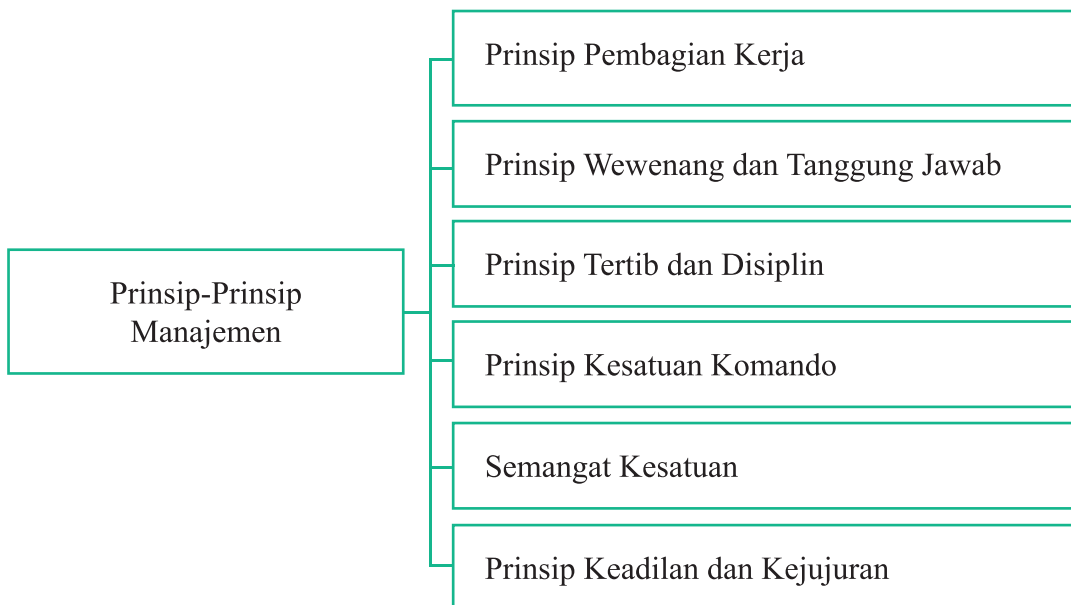 Prinsip Pembagian Kerja
Prinsip Wewenang dan Tanggung Jawab
Prinsip Tertib dan Disiplin
Prinsip-Prinsip
Manajemen
Prinsip Kesatuan Komando
Semangat Kesatuan
Prinsip Keadilan dan Kejujuran